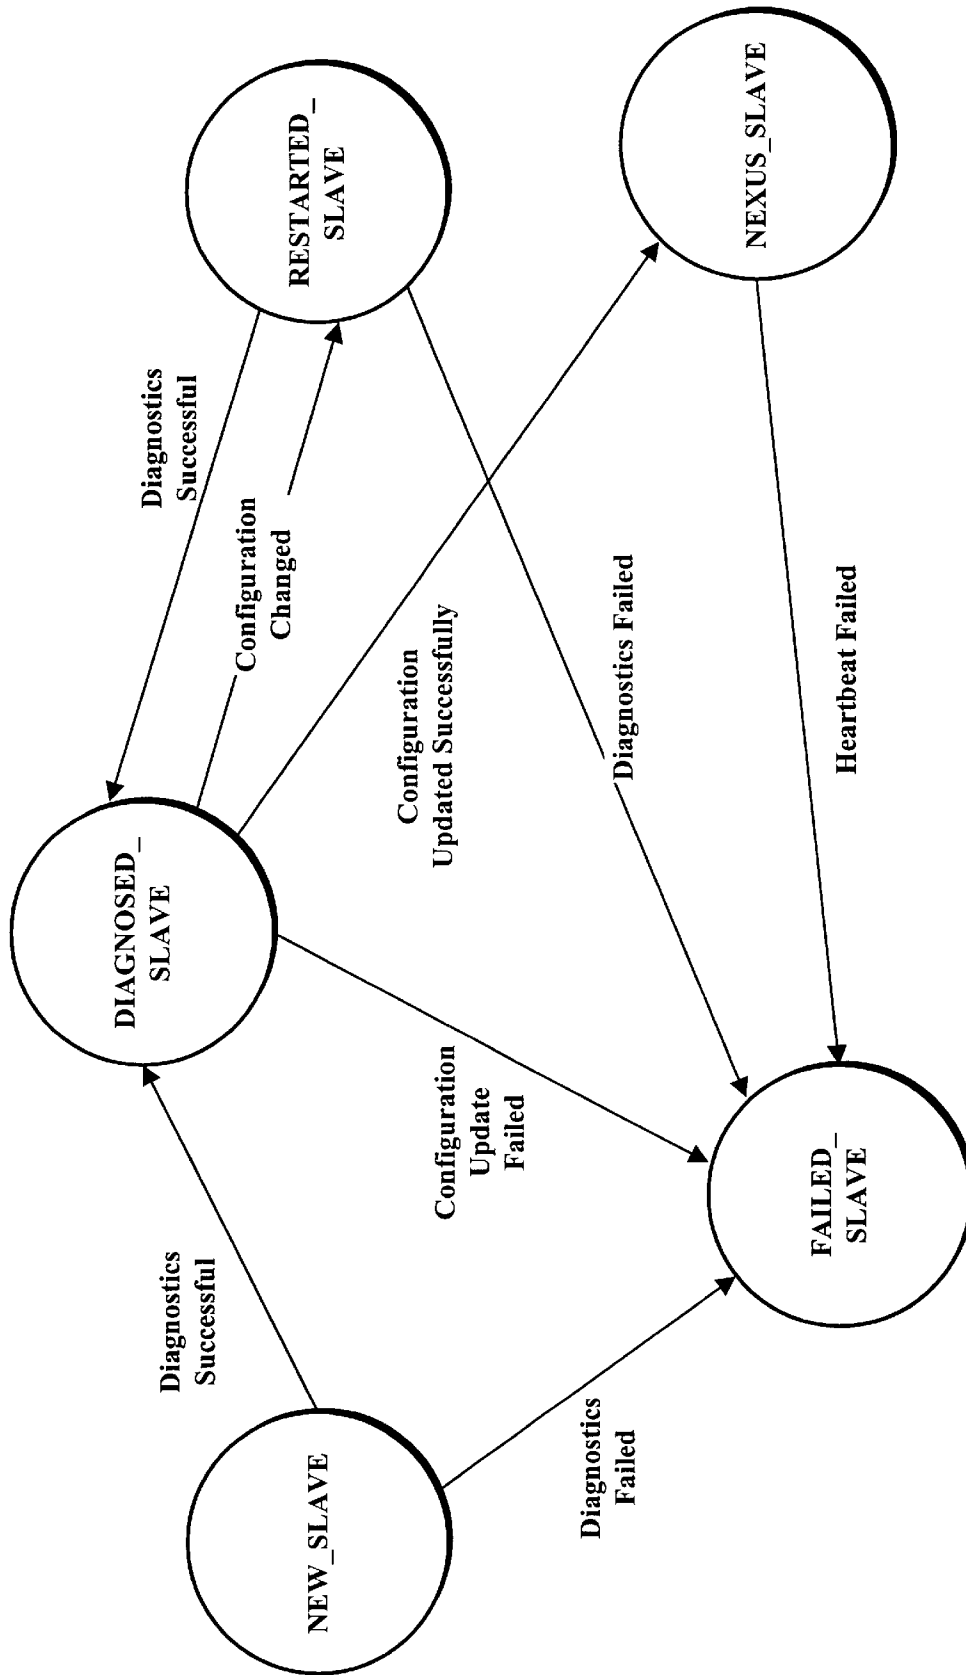 DIAGNOSED_
SLAVE
Diagnostics
Successful
Diagnostics
Successful
NEW_SLAVE
Configuration
Changed
RESTARTED_
SLAVE
Configuration
Updated Successfully
Configuration
Update
Failed
Diagnostics
Failed
Diagnostics Failed
FAILED_
SLAVE
Heartbeat Failed
NEXUS_SLAVE